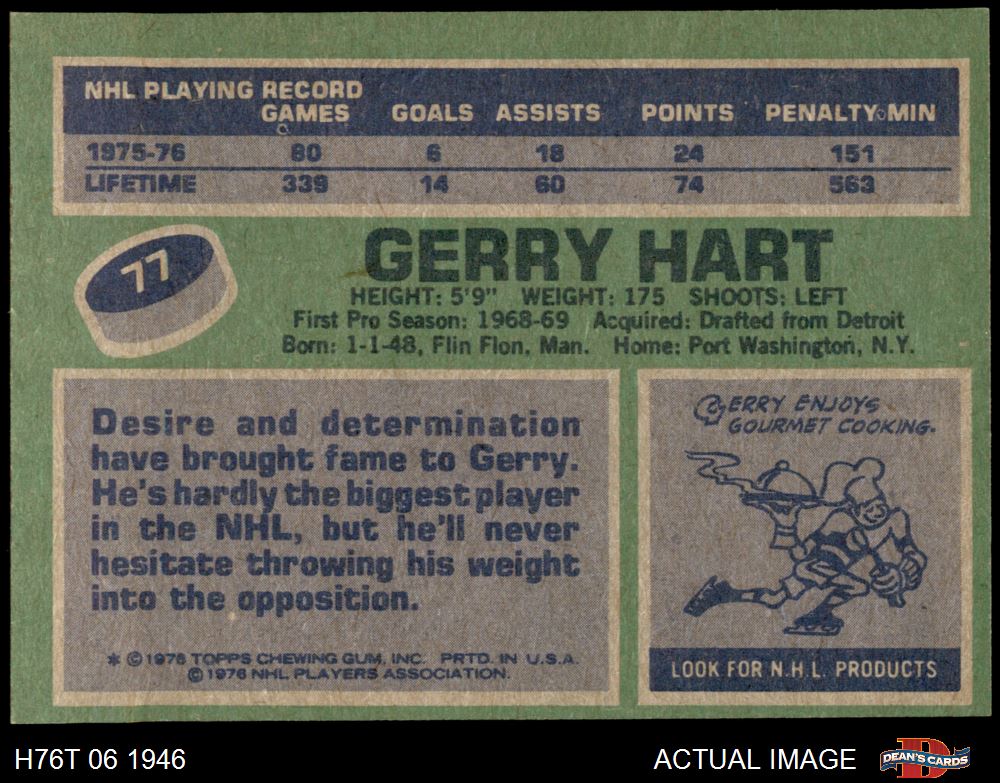 NHL PLAYING RECORD
GAMES GOALS ASSISTS POINTS PENALTY MIN
1975-76 80 6 18 24 151
LIFETIME 339 14 60 74 563
77
GERRY HART
HEIGHT: 5'9" WEIGHT: 175 SHOOTS: LEFT
First Pro Season: 1968-69 Acquired: Drafted from Detroit
Born: 1-1-48, Flin Flon, Man. Home: Port Washington, N.Y.
Desire and determination
have brought fame to Gerry.
He's hardly the biggest player
in the NHL, but he'll never
hesitate throwing his weight
into the opposition.
* © 1976 TOPPS CHEWING GUM, INC. PRTD. IN U.S.A.
© 1976 NHL PLAYERS ASSOCIATION.
GERRY ENJOYS
GOURMET COOKING.
LOOK FOR N.H.L. PRODUCTS
H76T 06 1946
ACTUAL IMAGE
D
DEAN'S CARDS